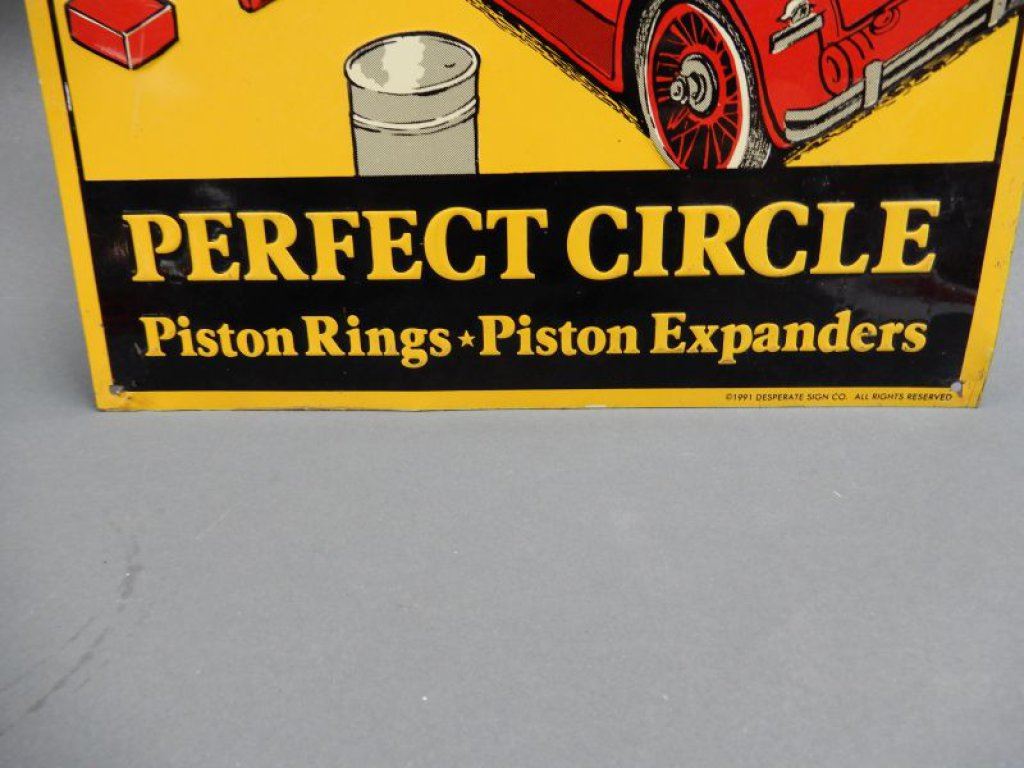 PERFECT CIRCLE
Piston Rings ★ Piston Expanders
©1991 DESPERATE SIGN CO. ALL RIGHTS RESERVED